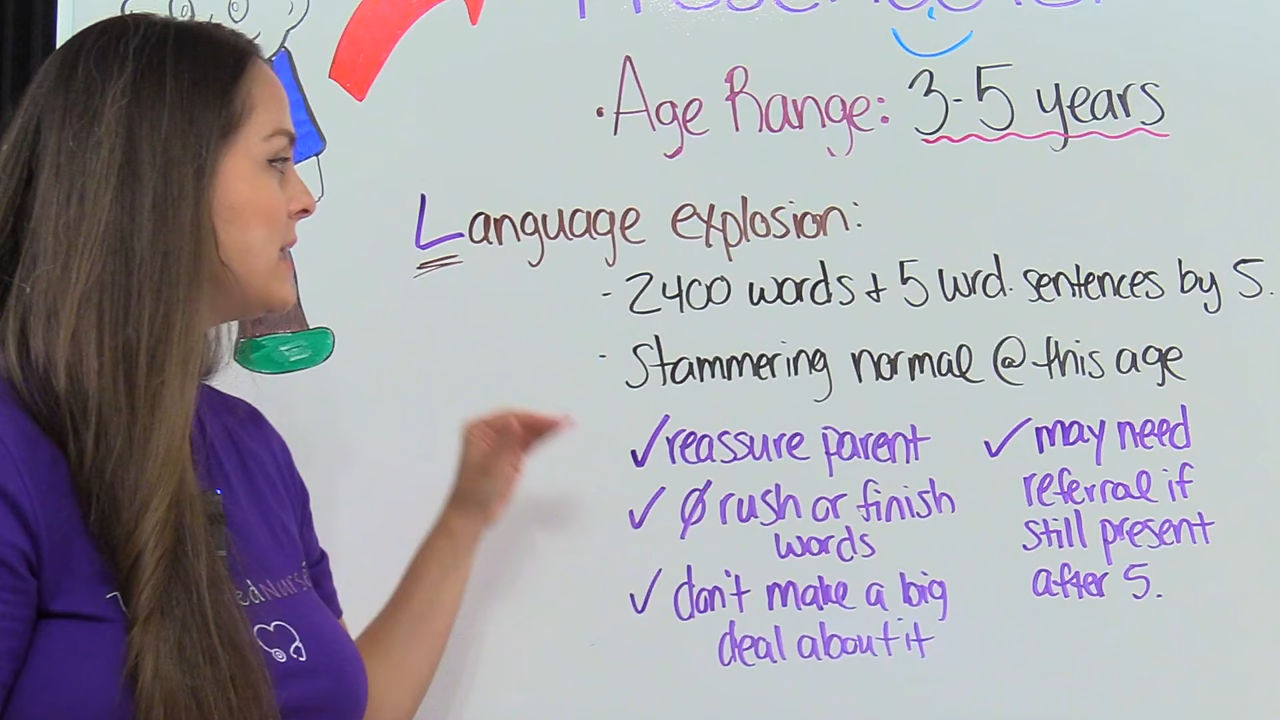 • Age Range: 3-5 years
Language explosion:
- 2400 words + 5 wrd. sentences by 5.
- Stammering normal @ this age
✓ reassure parent
✓ Ø rush or finish
words
✓ don't make a big
deal about it
✓ may need
referral if
still present
after 5.